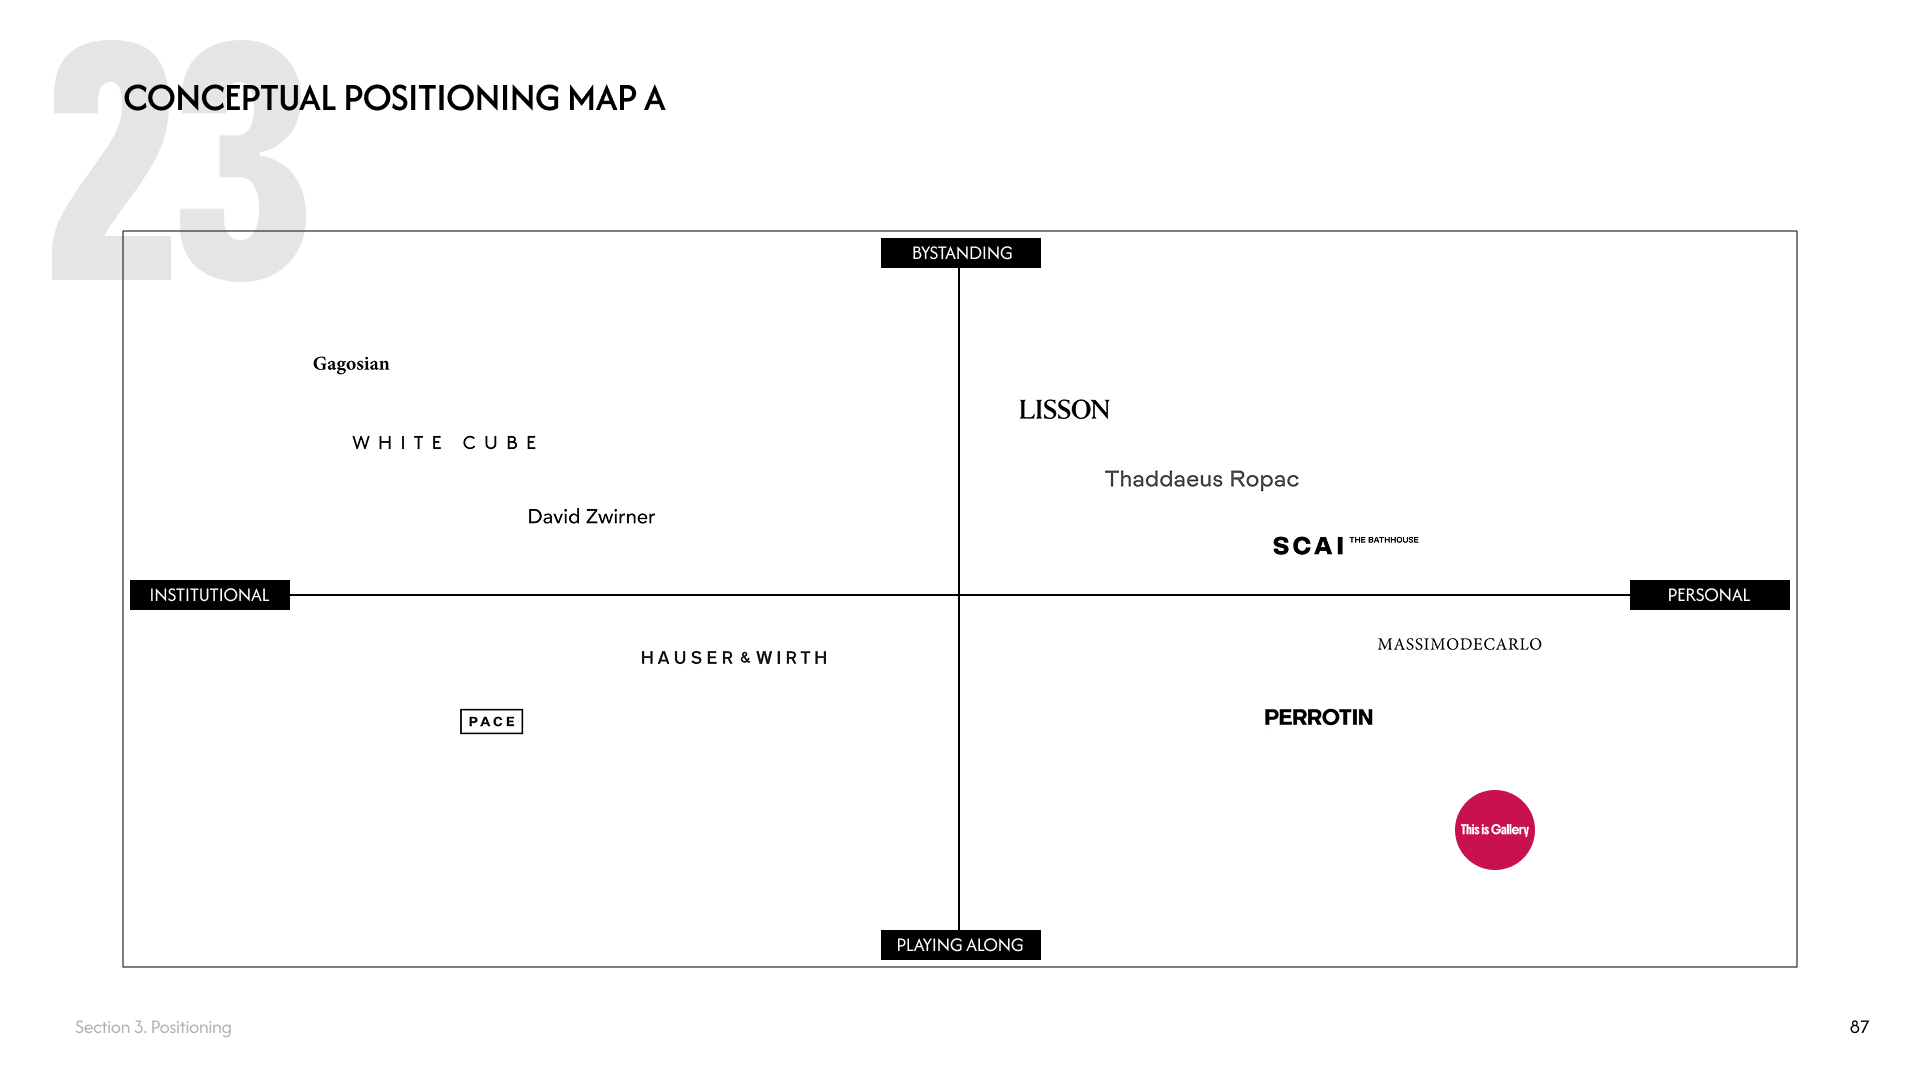 23
CONCEPTUAL POSITIONING MAP A
BYSTANDING
Gagosian
LISSON
WHITE CUBE
Thaddaeus Ropac
David Zwirner
SCAI THE BATHHOUSE
INSTITUTIONAL
PERSONAL
MASSIMODECARLO
HAUSER & WIRTH
PERROTIN
PACE
This is Gallery
PLAYING ALONG
Section 3. Positioning
87